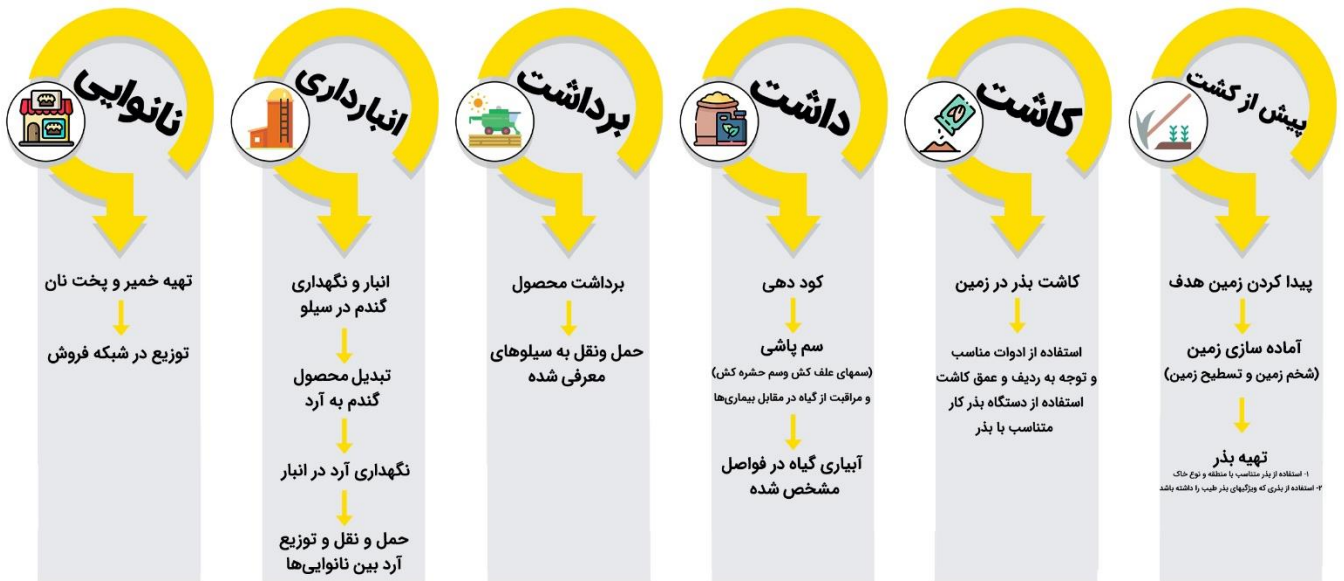 پیش از کشت
پیدا کردن زمین هدف
آماده سازی زمین
(شخم زمین و تسطیح زمین)
تهیه بذر
۱- استفاده از بذر متناسب با منطقه و نوع خاک
۲- استفاده از بذری که ویژگیهای بذر طیب را داشته باشد
کاشت
کاشت بذر در زمین
استفاده از ادوات مناسب
و توجه به ردیف و عمق کاشت
استفاده از دستگاه بذر کار
متناسب با بذر
داشت
کود دهی
سم پاشی
(سمهای علف کش وسم حشره کش)
و مراقبت از گیاه در مقابل بیماری‌ها
آبیاری گیاه در فواصل
مشخص شده
برداشت
برداشت محصول
حمل ونقل به سیلوهای
معرفی شده
انبارداری
انبار و نگهداری
گندم در سیلو
تبدیل محصول
گندم به آرد
نگهداری آرد در انبار
حمل و نقل و توزیع
آرد بین نانوایی‌ها
نانوایی
تهیه خمیر و پخت نان
توزیع در شبکه فروش